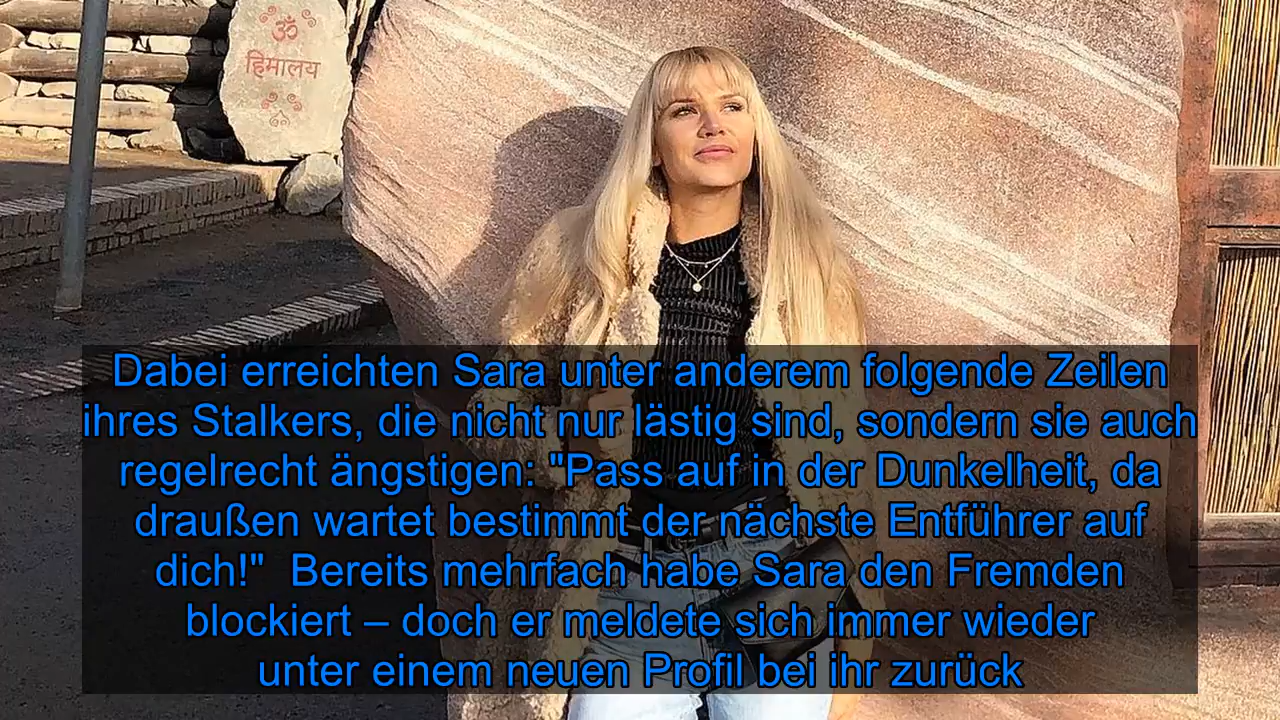 ॐ
हिमालय
Dabei erreichten Sara unter anderem folgende Zeilen
ihres Stalkers, die nicht nur lästig sind, sondern sie auch
regelrecht ängstigen: "Pass auf in der Dunkelheit, da
draußen wartet bestimmt der nächste Entführer auf
dich!"  Bereits mehrfach habe Sara den Fremden
blockiert – doch er meldete sich immer wieder
unter einem neuen Profil bei ihr zurück